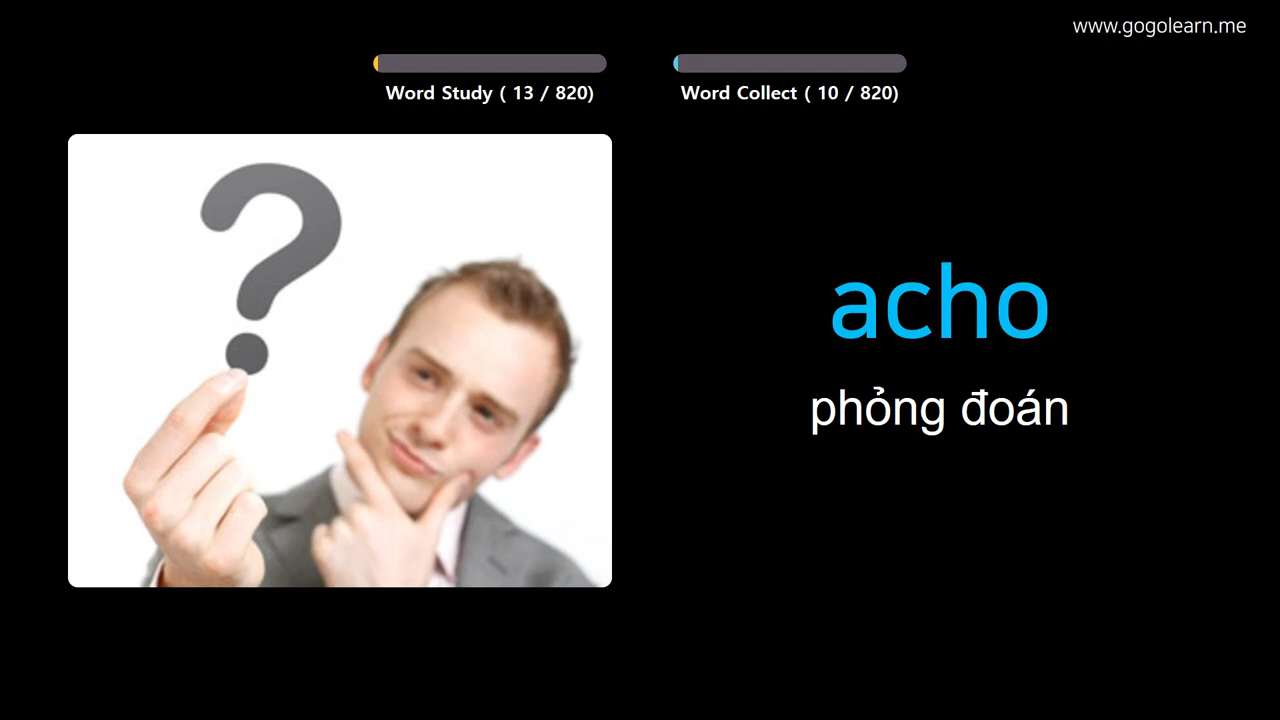 www.gogolearn.me
Word Study ( 13 / 820)
Word Collect ( 10 / 820)
?
acho
phỏng đoán